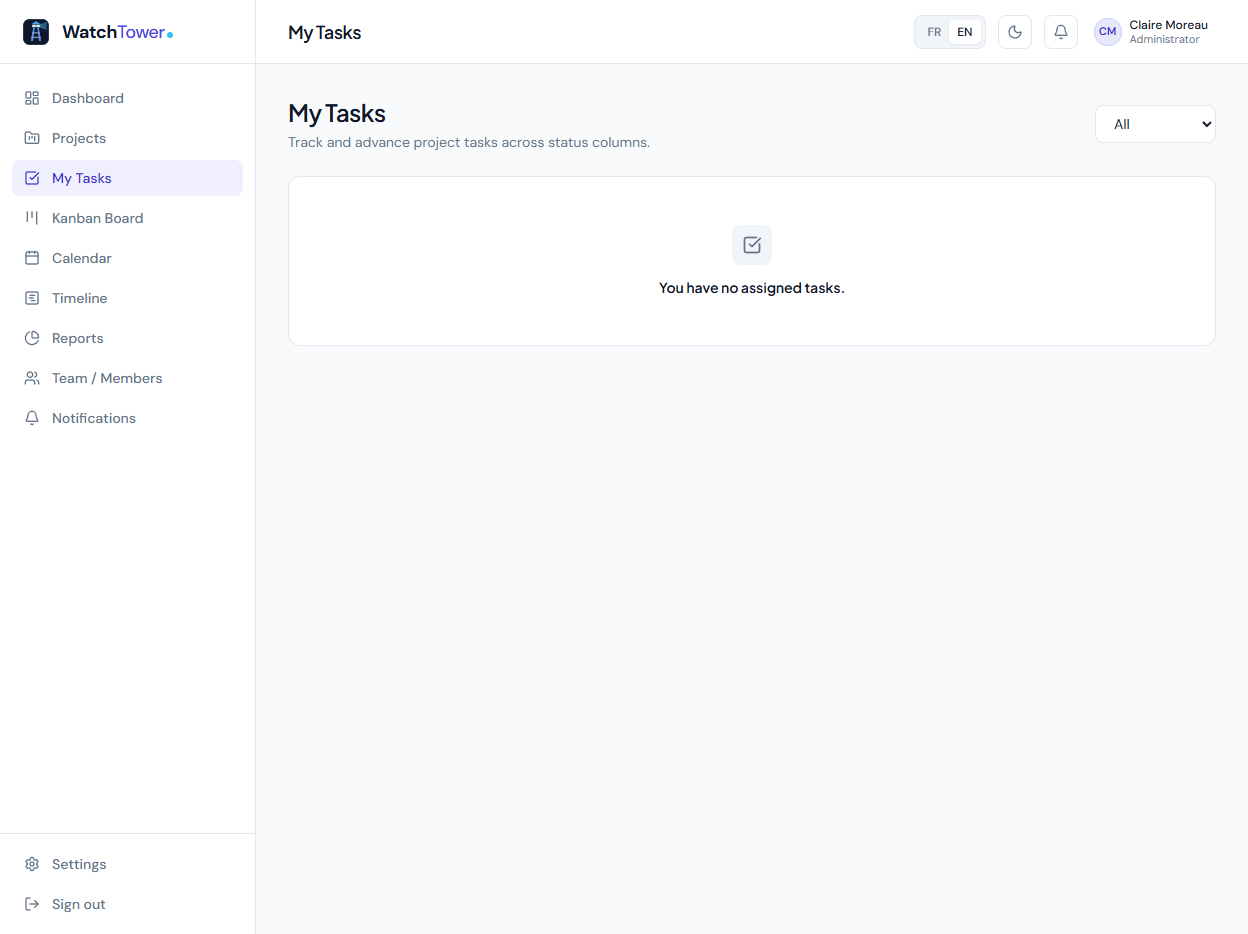 WatchTower
My Tasks
FR EN
CM
Claire Moreau
Administrator
Dashboard
Projects
My Tasks
Kanban Board
Calendar
Timeline
Reports
Team / Members
Notifications
Settings
Sign out
My Tasks
Track and advance project tasks across status columns.
All
You have no assigned tasks.